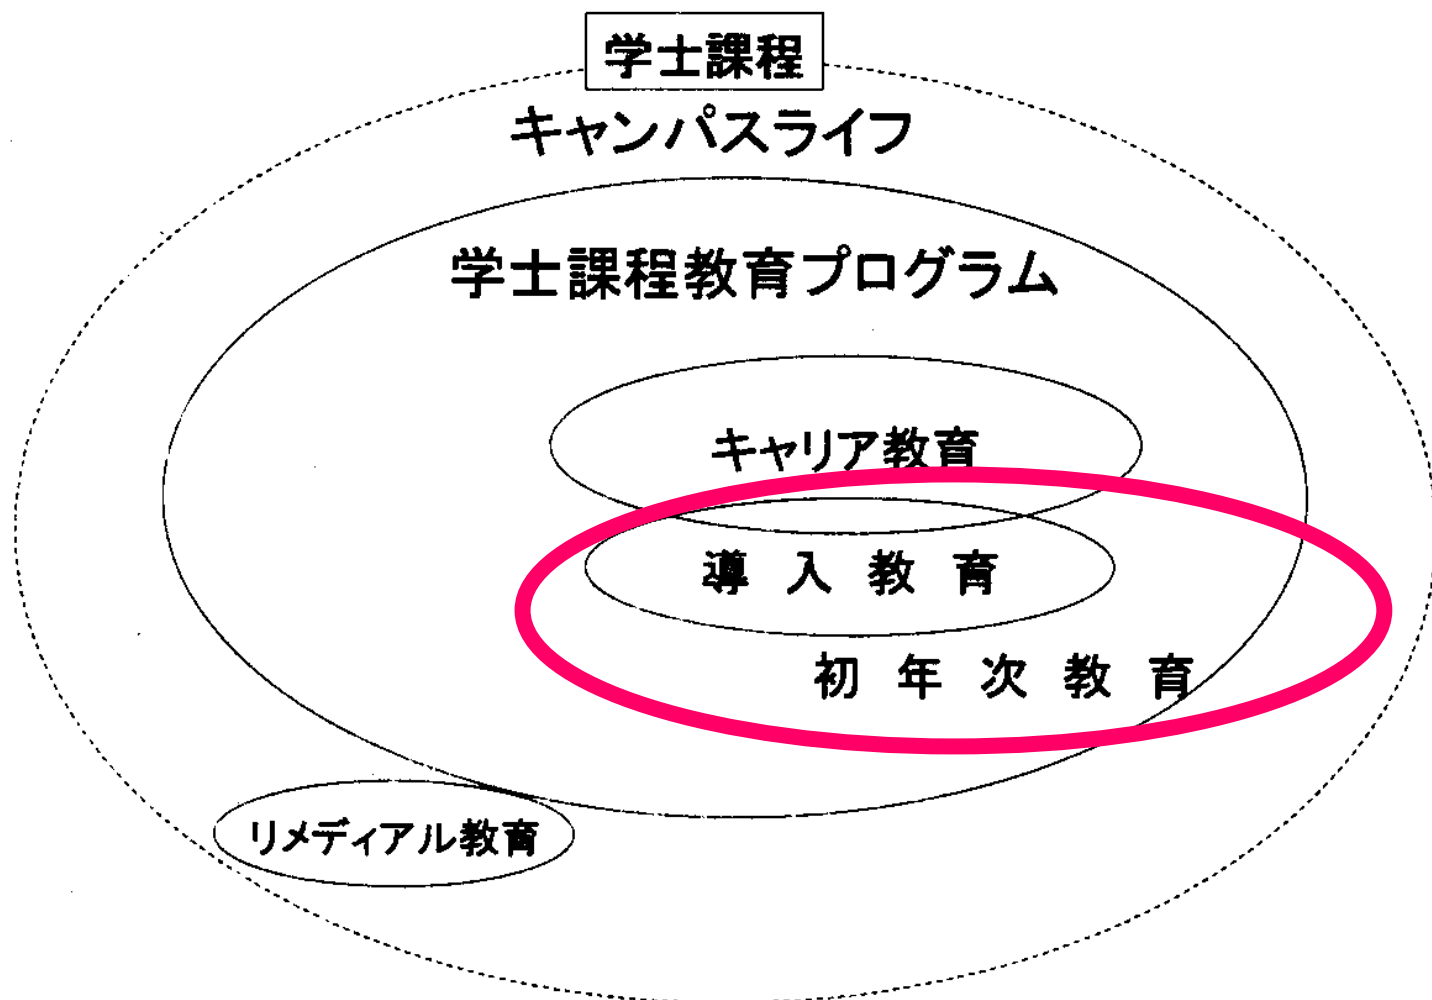 学士課程
キャンパスライフ
学士課程教育プログラム
キャリア教育
導 入 教 育
初 年 次 教 育
リメディアル教育